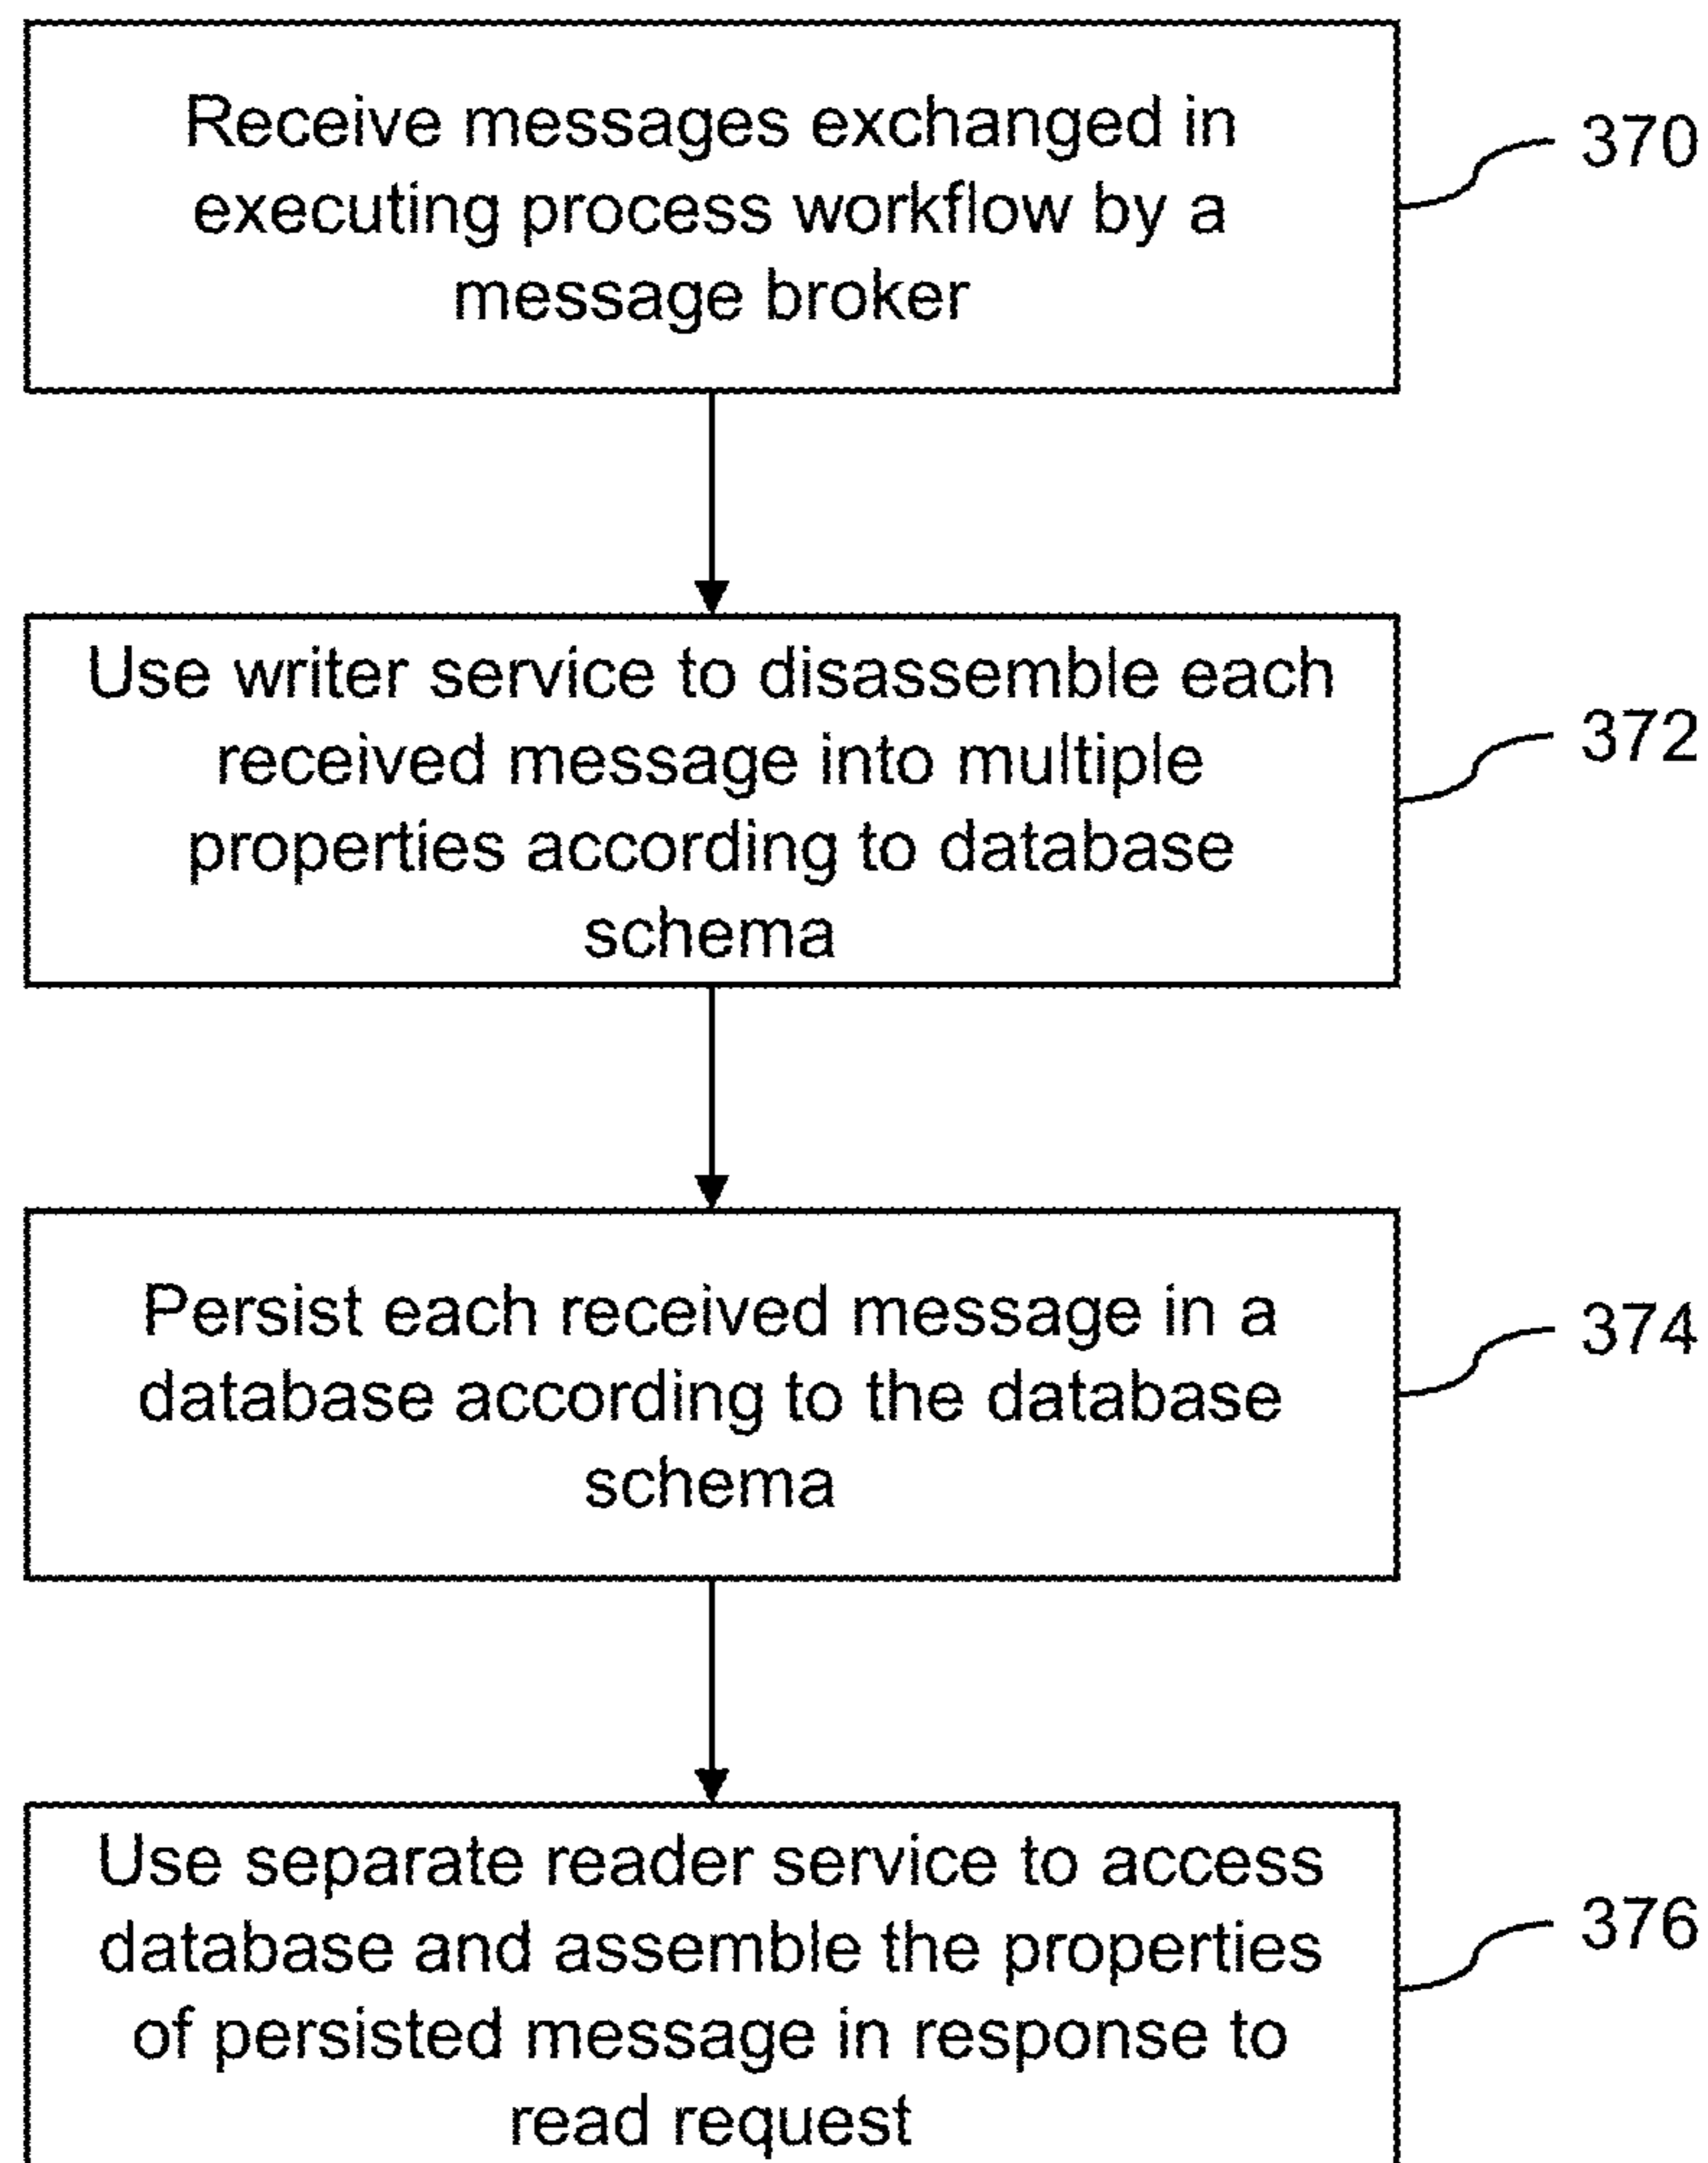 Receive messages exchanged in
executing process workflow by a
message broker
370
Use writer service to disassemble each
received message into multiple
properties according to database
schema
372
Persist each received message in a
database according to the database
schema
374
Use separate reader service to access
database and assemble the properties
of persisted message in response to
read request
376